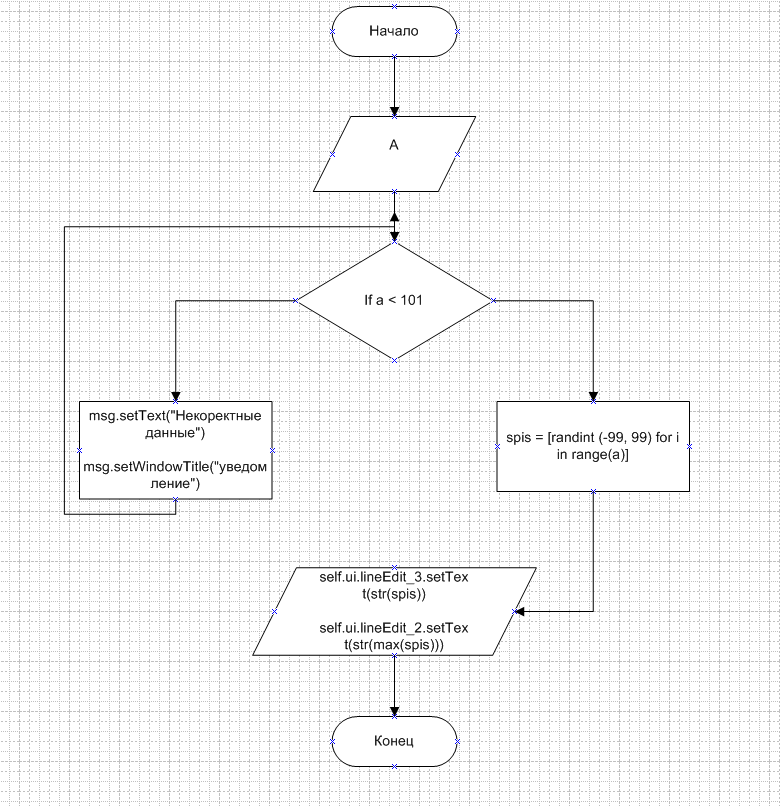 Начало
A
If a < 101
msg.setText("Некоректные
данные")
msg.setWindowTitle("уведом
ление")
spis = [randint (-99, 99) for i
in range(a)]
self.ui.lineEdit_3.setTex
t(str(spis))
self.ui.lineEdit_2.setTex
t(str(max(spis)))
Конец